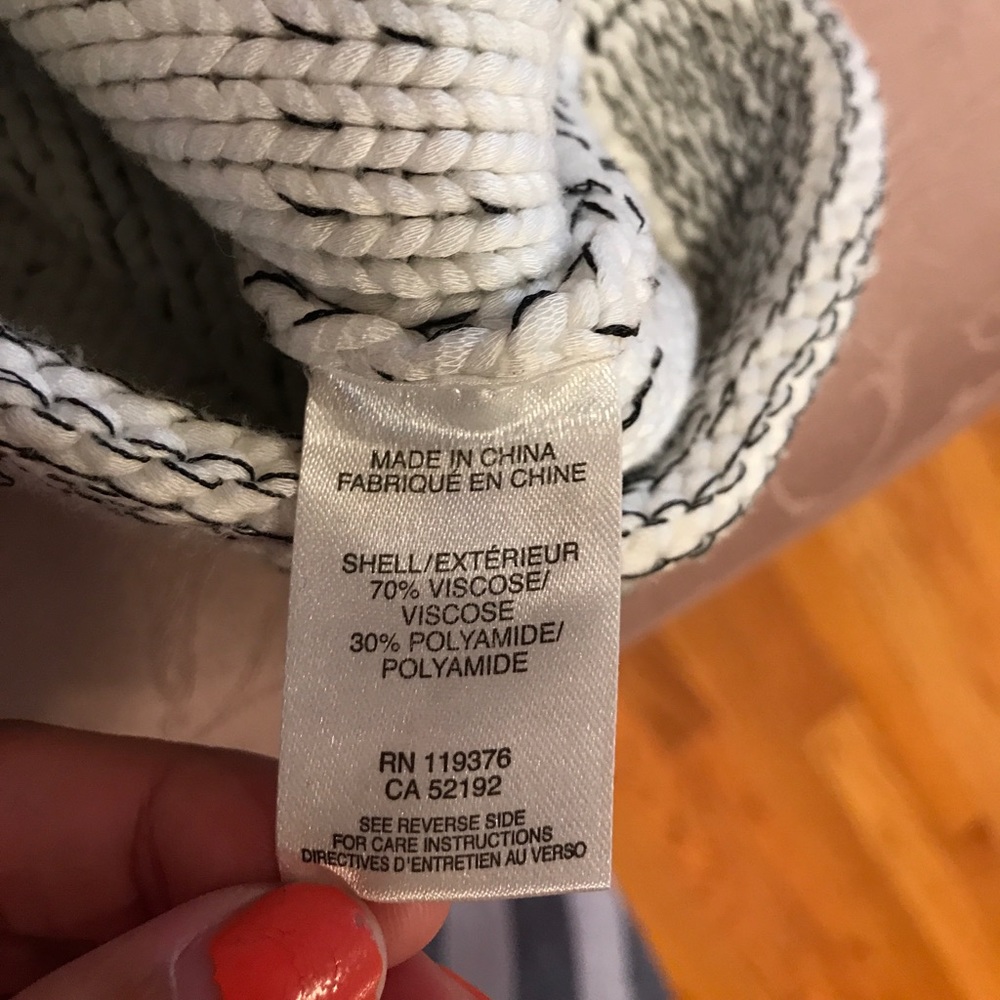 MADE IN CHINA
FABRIQUE EN CHINE
SHELL/EXTÉRIEUR
70% VISCOSE/
VISCOSE
30% POLYAMIDE/
POLYAMIDE
RN 119376
CA 52192
SEE REVERSE SIDE
FOR CARE INSTRUCTIONS
DIRECTIVES D'ENTRETIEN AU VERSO